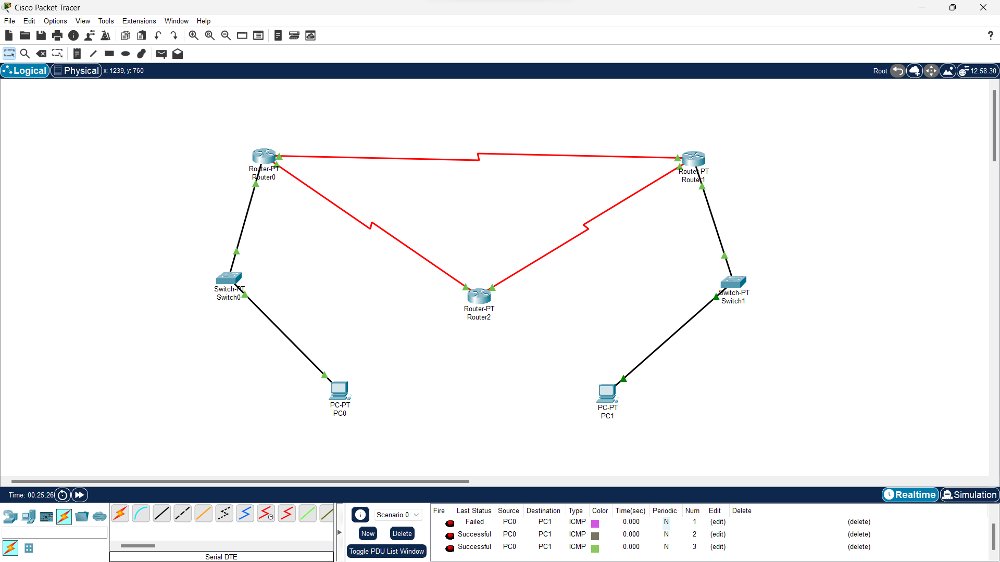 Cisco Packet Tracer
File Edit Options View Tools Extensions Window Help
?
Logical Physical x: 1239, y: 760 Root 12:58:30
Router-PT
Router0
Router-PT
Router1
Switch-PT
Switch0
Switch-PT
Switch1
Router-PT
Router2
PC-PT
PC0
PC-PT
PC1
Time: 00:25:26 Realtime Simulation
Scenario 0
New Delete
Toggle PDU List Window
Serial DTE
Fire Last Status Source Destination Type Color Time(sec) Periodic Num Edit Delete
Failed PC0 PC1 ICMP 0.000 N 1 (edit) (delete)
Successful PC0 PC1 ICMP 0.000 N 2 (edit) (delete)
Successful PC0 PC1 ICMP 0.000 N 3 (edit) (delete)